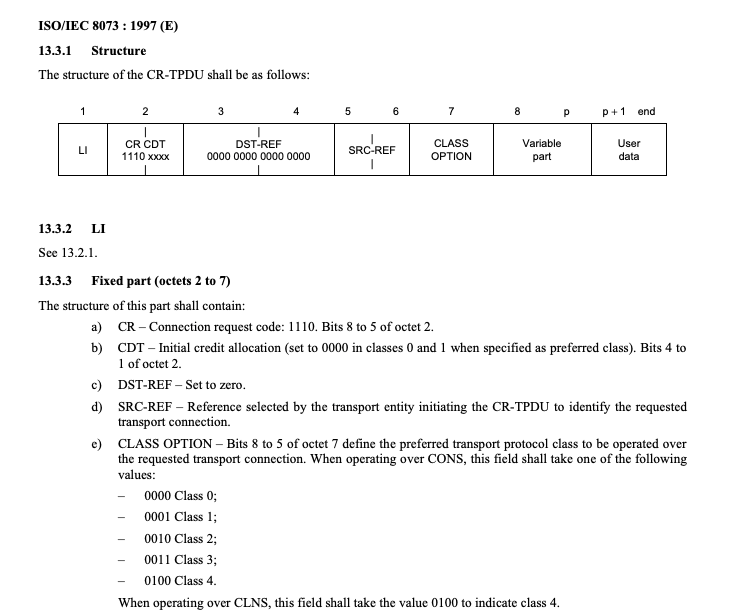 ISO/IEC 8073 : 1997 (E)
13.3.1 Structure
The structure of the CR-TPDU shall be as follows:
1 2 3 4 5 6 7 8 p p + 1 end
LI
CR CDT
1110 xxxx
DST-REF
0000 0000 0000 0000
SRC-REF
CLASS
OPTION
Variable
part
User
data
13.3.2 LI
See 13.2.1.
13.3.3 Fixed part (octets 2 to 7)
The structure of this part shall contain:
a) CR – Connection request code: 1110. Bits 8 to 5 of octet 2.
b) CDT – Initial credit allocation (set to 0000 in classes 0 and 1 when specified as preferred class). Bits 4 to
1 of octet 2.
c) DST-REF – Set to zero.
d) SRC-REF – Reference selected by the transport entity initiating the CR-TPDU to identify the requested
transport connection.
e) CLASS OPTION – Bits 8 to 5 of octet 7 define the preferred transport protocol class to be operated over
the requested transport connection. When operating over CONS, this field shall take one of the following
values:
– 0000 Class 0;
– 0001 Class 1;
– 0010 Class 2;
– 0011 Class 3;
– 0100 Class 4.
When operating over CLNS, this field shall take the value 0100 to indicate class 4.